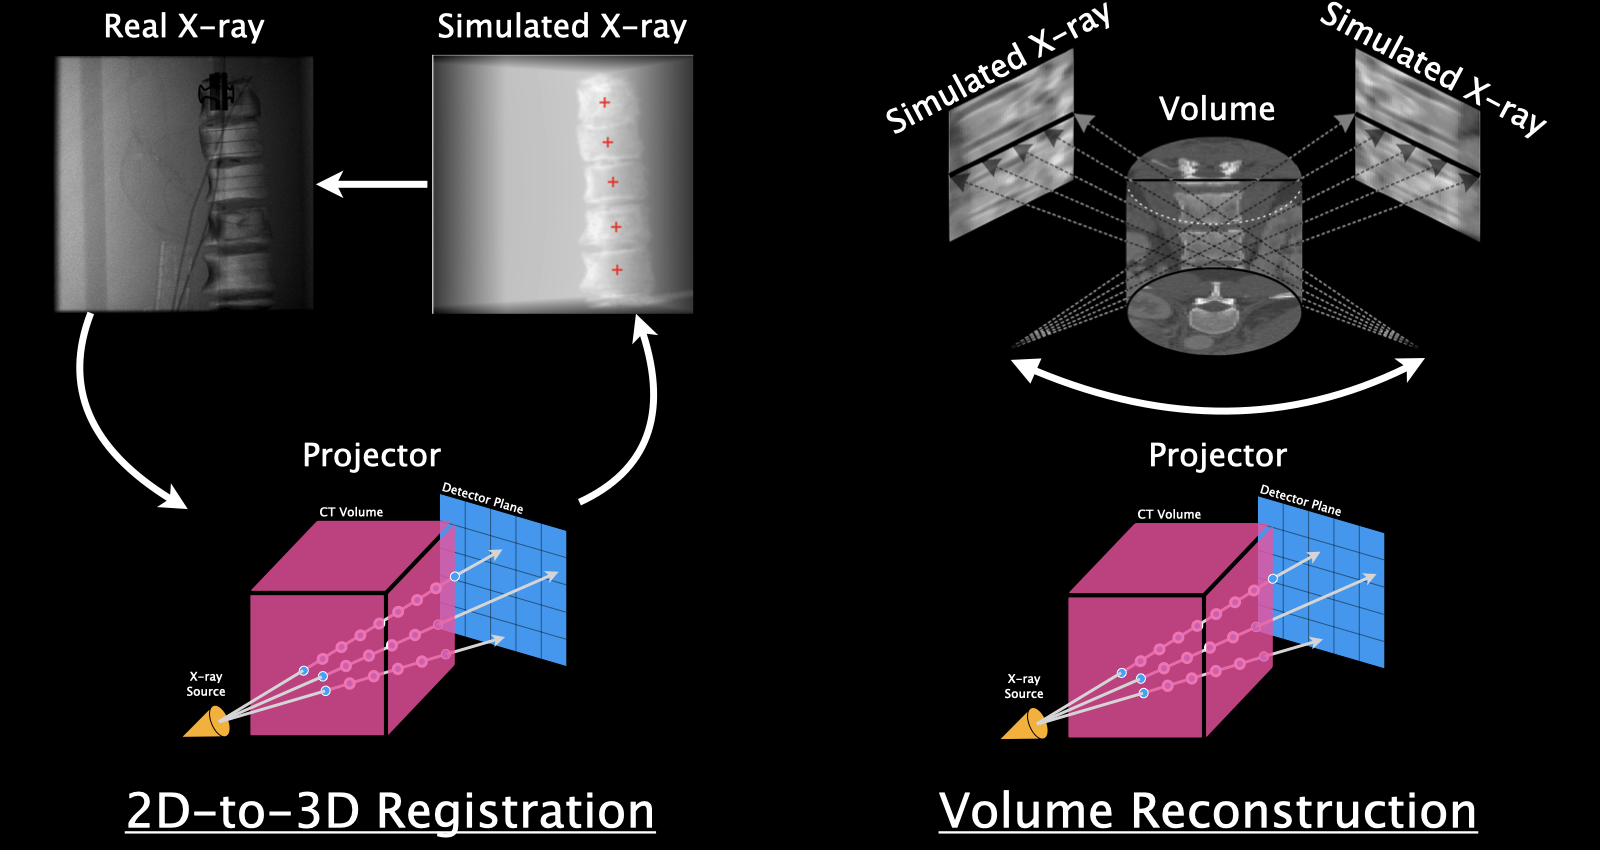 Real X-ray
Simulated X-ray
Projector
CT Volume
Detector Plane
X-ray
Source
2D-to-3D Registration
Simulated X-ray
Volume
Simulated X-ray
Projector
CT Volume
Detector Plane
X-ray
Source
Volume Reconstruction